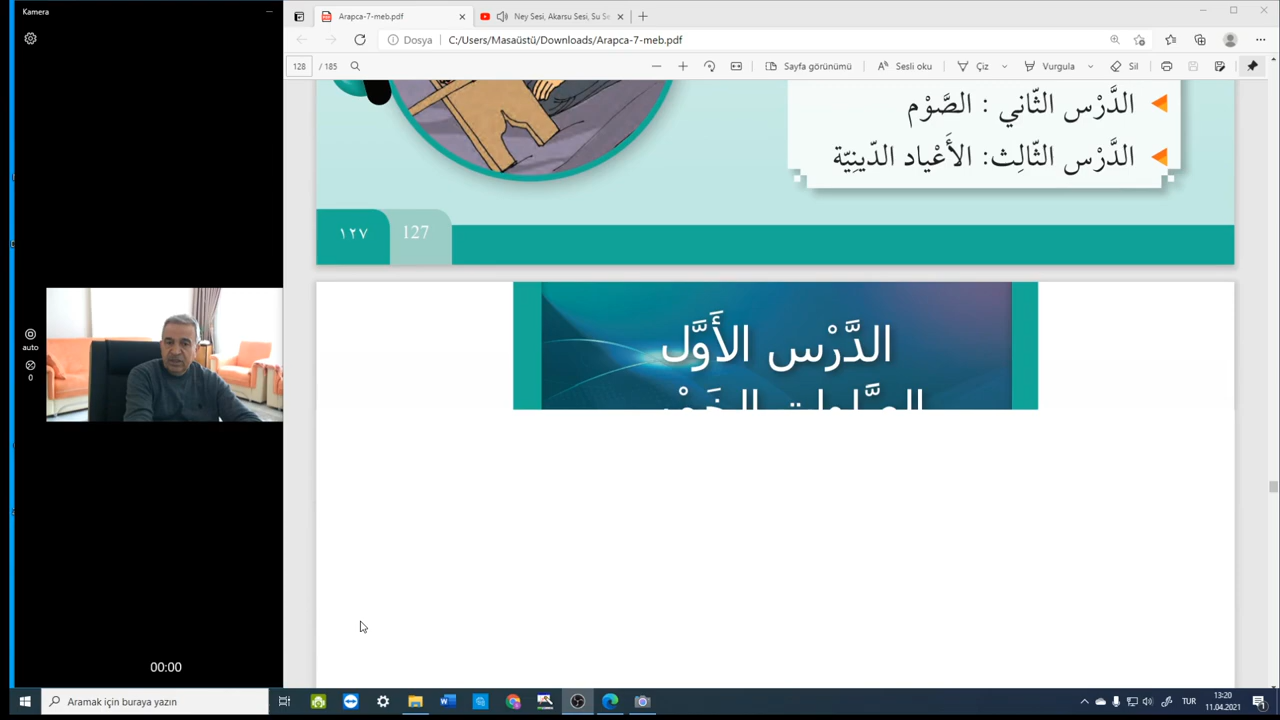 Kamera
Arapca-7-meb.pdf
Ney Sesi, Akarsu Sesi, Su Se
Dosya
C:/Users/Masaüstü/Downloads/Arapca-7-meb.pdf
128 / 185
Sayfa görünümü
Sesli oku
Çiz
Vurgula
Sil
الدَّرْس الثّاني : الصَّوْم
الدَّرْس الثّالِث: الأَعْياد الدّينِيّة
١٢٧ 127
الدَّرْس الأَوَّل
auto
0
00:00
Aramak için buraya yazın
TUR
13:20
11.04.2021
1